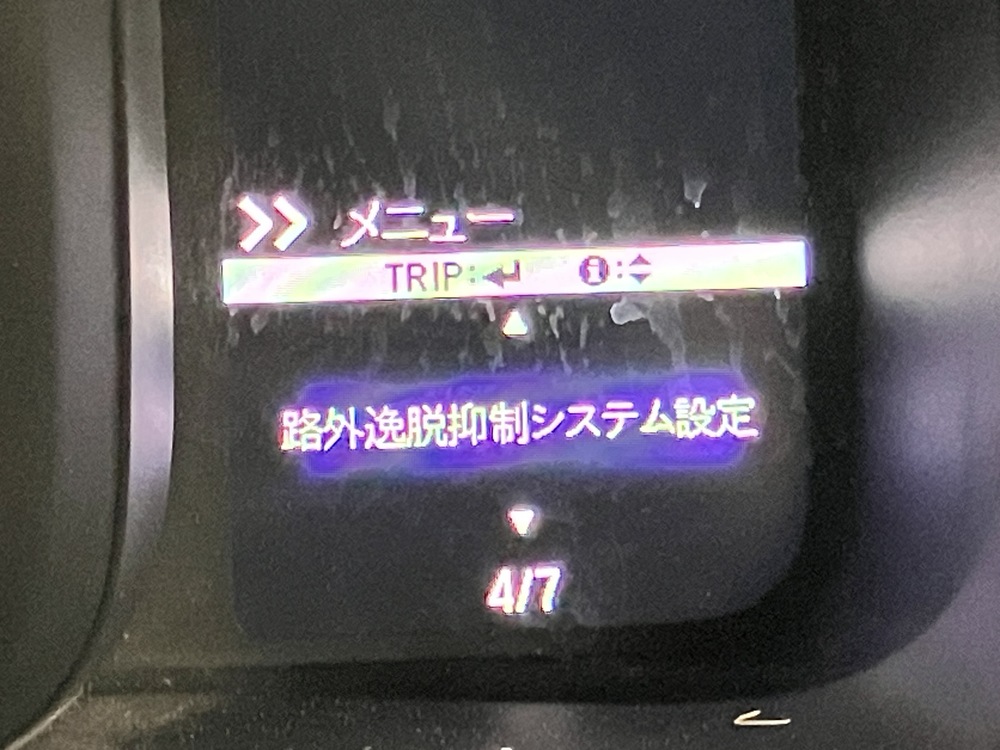 >> メニュー
TRIP:↵ ℹ:▲▼
▲
路外逸脱抑制システム設定
▼
4/7